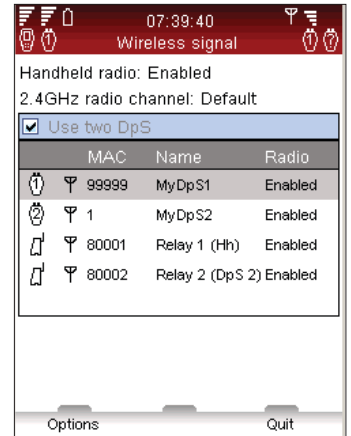 07:39:40
Wireless signal
Handheld radio: Enabled
2.4GHz radio channel: Default
Use two DpS
MAC Name Radio
1 99999 MyDpS1 Enabled
2 1 MyDpS2 Enabled
80001 Relay 1 (Hh) Enabled
80002 Relay 2 (DpS 2) Enabled
Options Quit